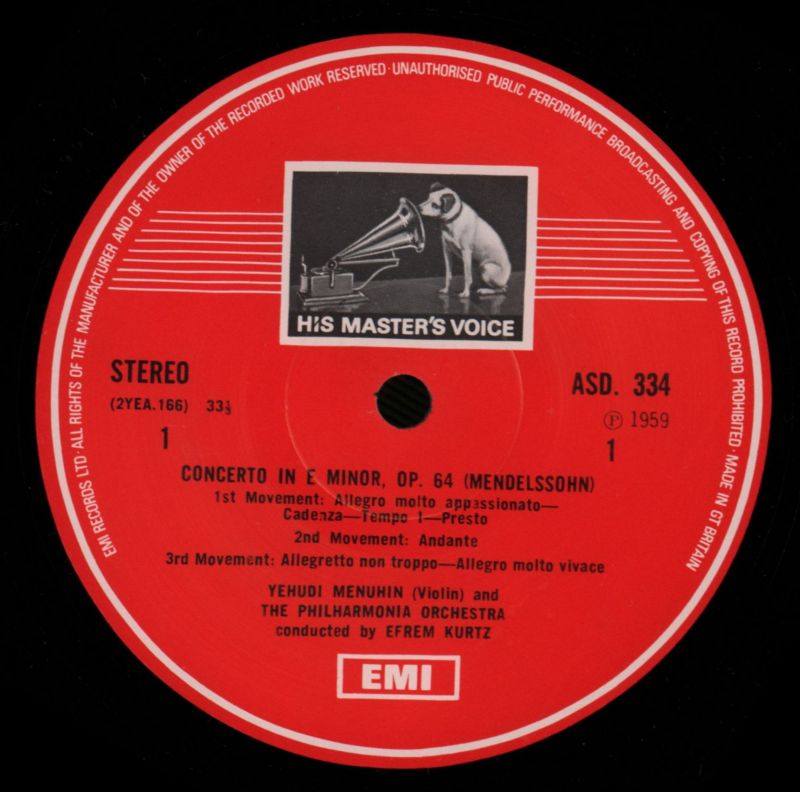 EMI RECORDS LTD · ALL RIGHTS OF THE MANUFACTURER AND OF THE OWNER OF THE RECORDED WORK RESERVED · UNAUTHORISED PUBLIC PERFORMANCE BROADCASTING AND COPYING OF THIS RECORD PROHIBITED · MADE IN GT BRITAIN
HIS MASTER'S VOICE
STEREO
ASD. 334
(2YEA.166) 33⅓
℗ 1959
1
1
CONCERTO IN E MINOR, OP. 64 (MENDELSSOHN)
1st Movement: Allegro molto appassionato—
Cadenza—Tempo I—Presto
2nd Movement: Andante
3rd Movement: Allegretto non troppo—Allegro molto vivace
YEHUDI MENUHIN (Violin) and
THE PHILHARMONIA ORCHESTRA
conducted by EFREM KURTZ
EMI